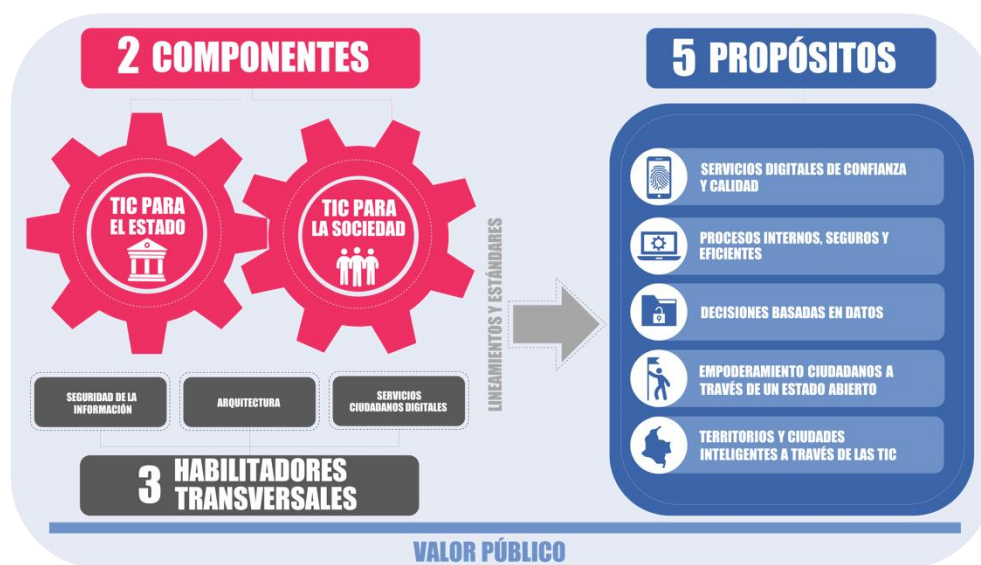 2 COMPONENTES
TIC PARA
EL ESTADO
TIC PARA
LA SOCIEDAD
SEGURIDAD DE LA
INFORMACIÓN
ARQUITECTURA
SERVICIOS
CIUDADANOS DIGITALES
3 HABILITADORES
TRANSVERSALES
LINEAMIENTOS Y ESTÁNDARES
5 PROPÓSITOS
SERVICIOS DIGITALES DE CONFIANZA
Y CALIDAD
PROCESOS INTERNOS, SEGUROS Y
EFICIENTES
DECISIONES BASADAS EN DATOS
EMPODERAMIENTO CIUDADANOS A
TRAVÉS DE UN ESTADO ABIERTO
TERRITORIOS Y CIUDADES
INTELIGENTES A TRAVÉS DE LAS TIC
VALOR PÚBLICO